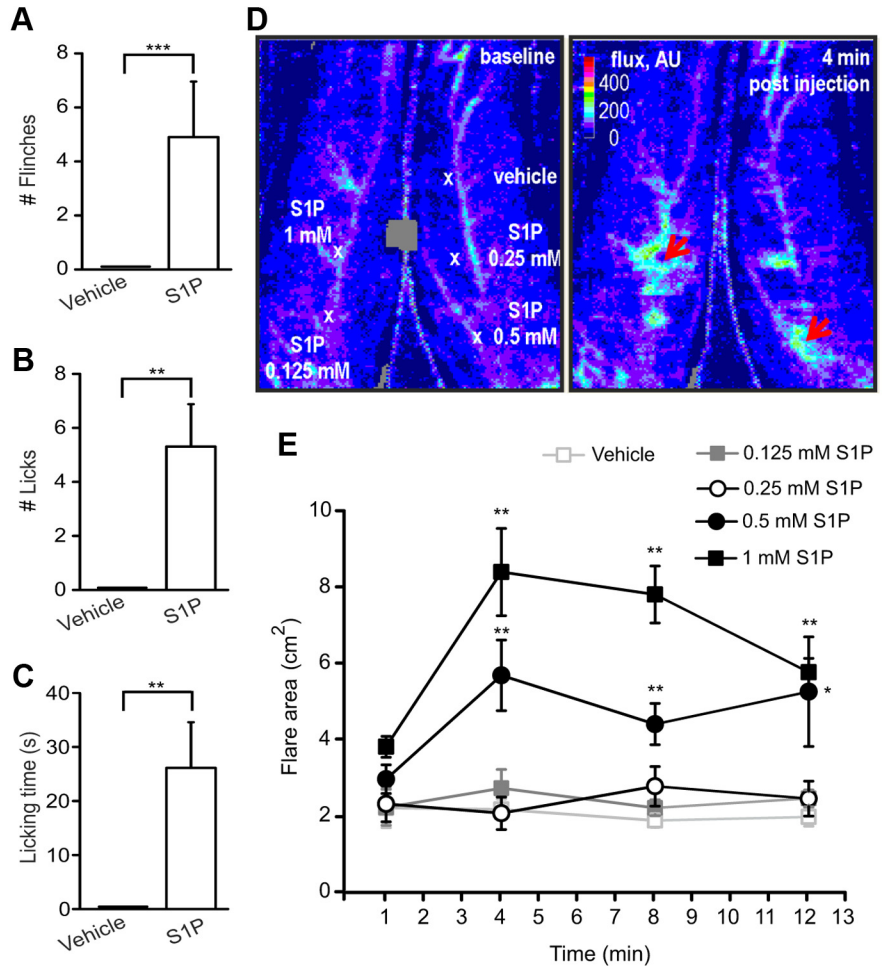 A
# Flinches
8
6
4
2
0
***
Vehicle
S1P
B
# Licks
8
6
4
2
0
**
Vehicle
S1P
C
Licking time (s)
40
30
20
10
0
**
Vehicle
S1P
D
baseline
vehicle
x
S1P
1 mM
x
S1P
0.25 mM
x
x
S1P
0.5 mM
x
S1P
0.125 mM
flux, AU
400
200
0
4 min
post injection
E
Vehicle
0.125 mM S1P
0.25 mM S1P
0.5 mM S1P
1 mM S1P
Flare area (cm²)
10
8
6
4
2
0
**
**
**
**
**
*
1 2 3 4 5 6 7 8 9 10 11 12 13
Time (min)